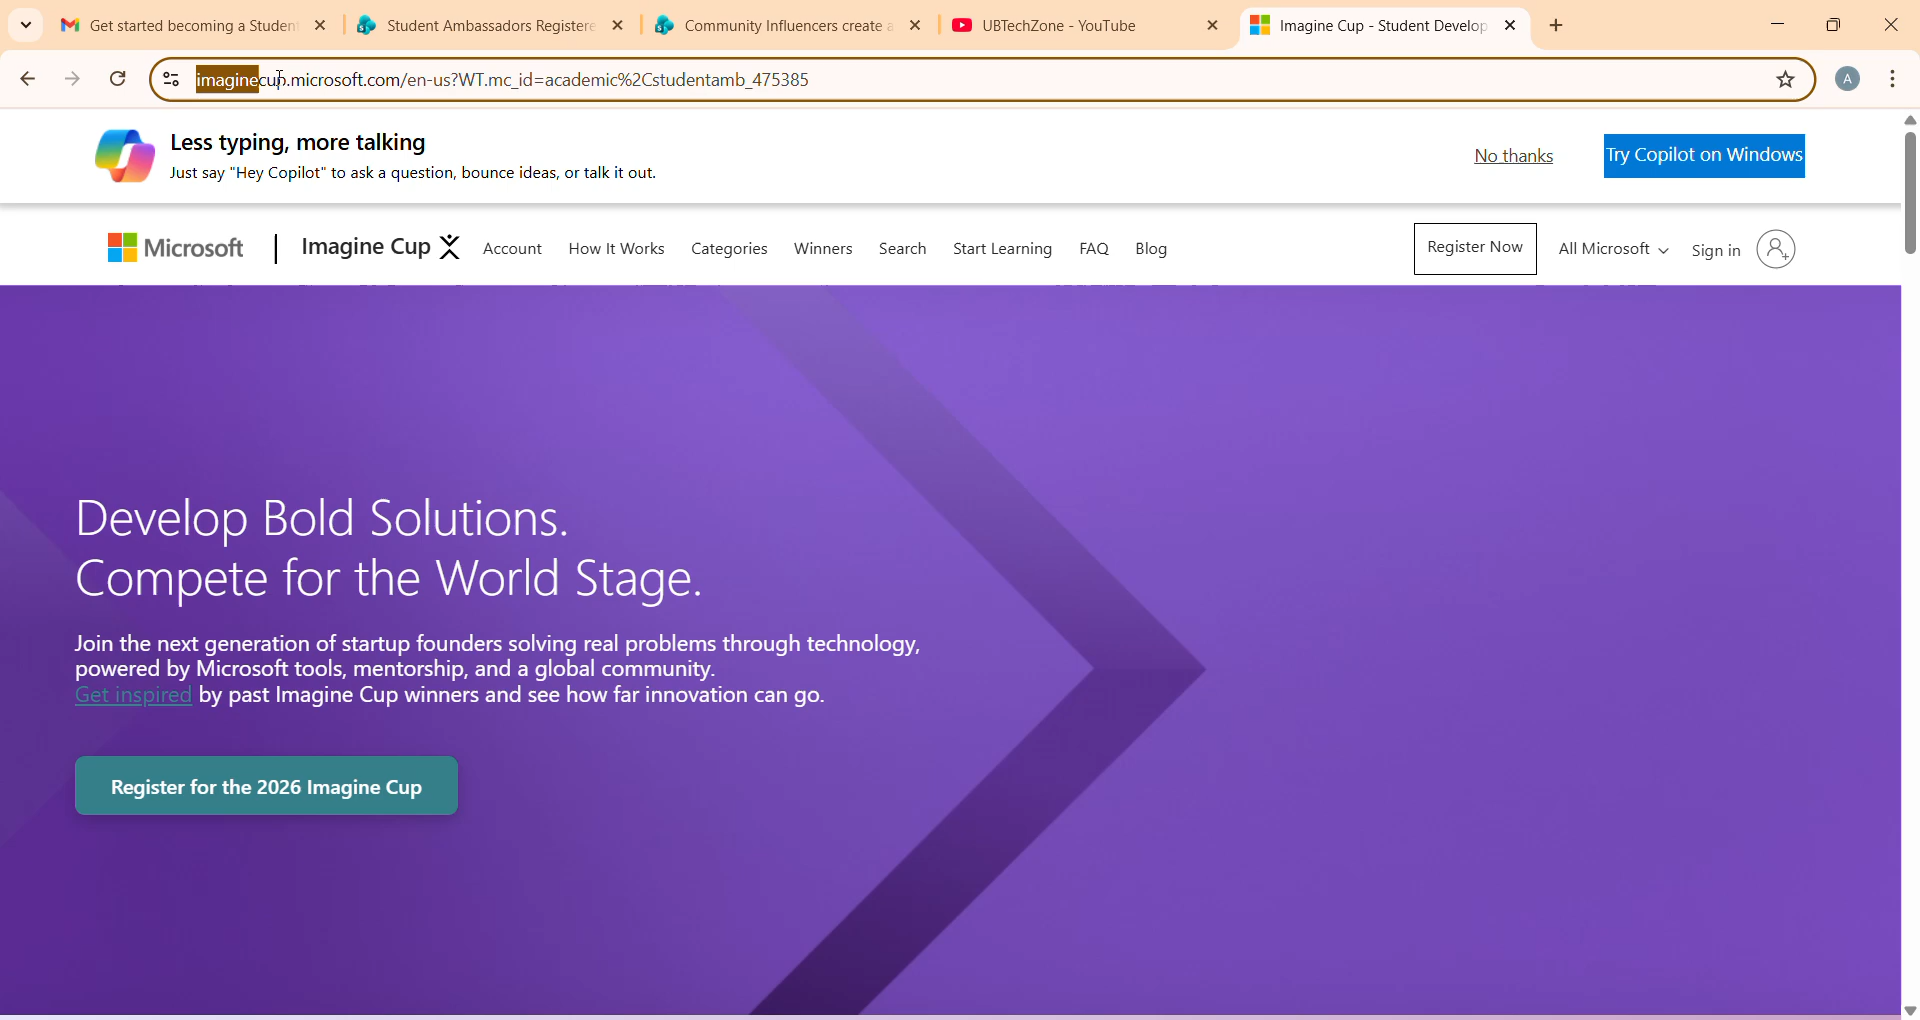 Get started becoming a Student
Student Ambassadors Registere
Community Influencers create a
UBTechZone - YouTube
Imagine Cup - Student Develop
imaginecup.microsoft.com/en-us?WT.mc_id=academic%2Cstudentamb_475385
A
Less typing, more talking
Just say "Hey Copilot" to ask a question, bounce ideas, or talk it out.
No thanks
Try Copilot on Windows
Microsoft
Imagine Cup
Account
How It Works
Categories
Winners
Search
Start Learning
FAQ
Blog
Register Now
All Microsoft
Sign in
Develop Bold Solutions.
Compete for the World Stage.
Join the next generation of startup founders solving real problems through technology,
powered by Microsoft tools, mentorship, and a global community.
Get inspired by past Imagine Cup winners and see how far innovation can go.
Register for the 2026 Imagine Cup